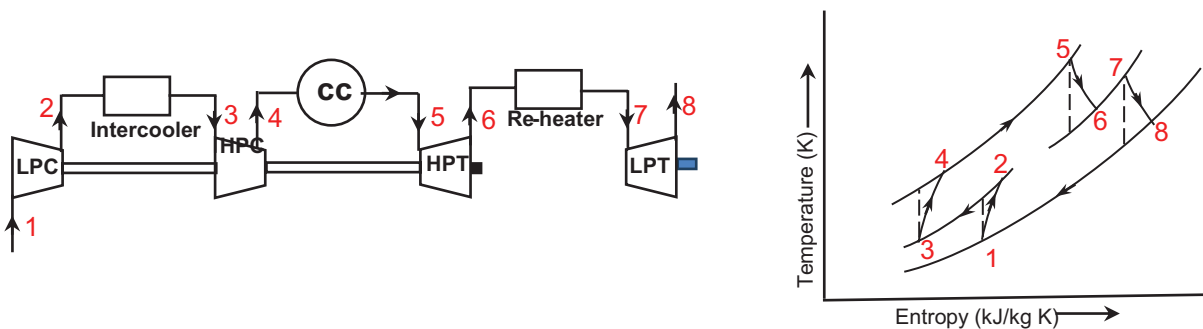 2
Intercooler
3
HPC
4
CC
5
6
Re-heater
7
8
LPC
HPT
LPT
1
Temperature (K)
5
7
6
8
4
2
3
1
Entropy (kJ/kg K)